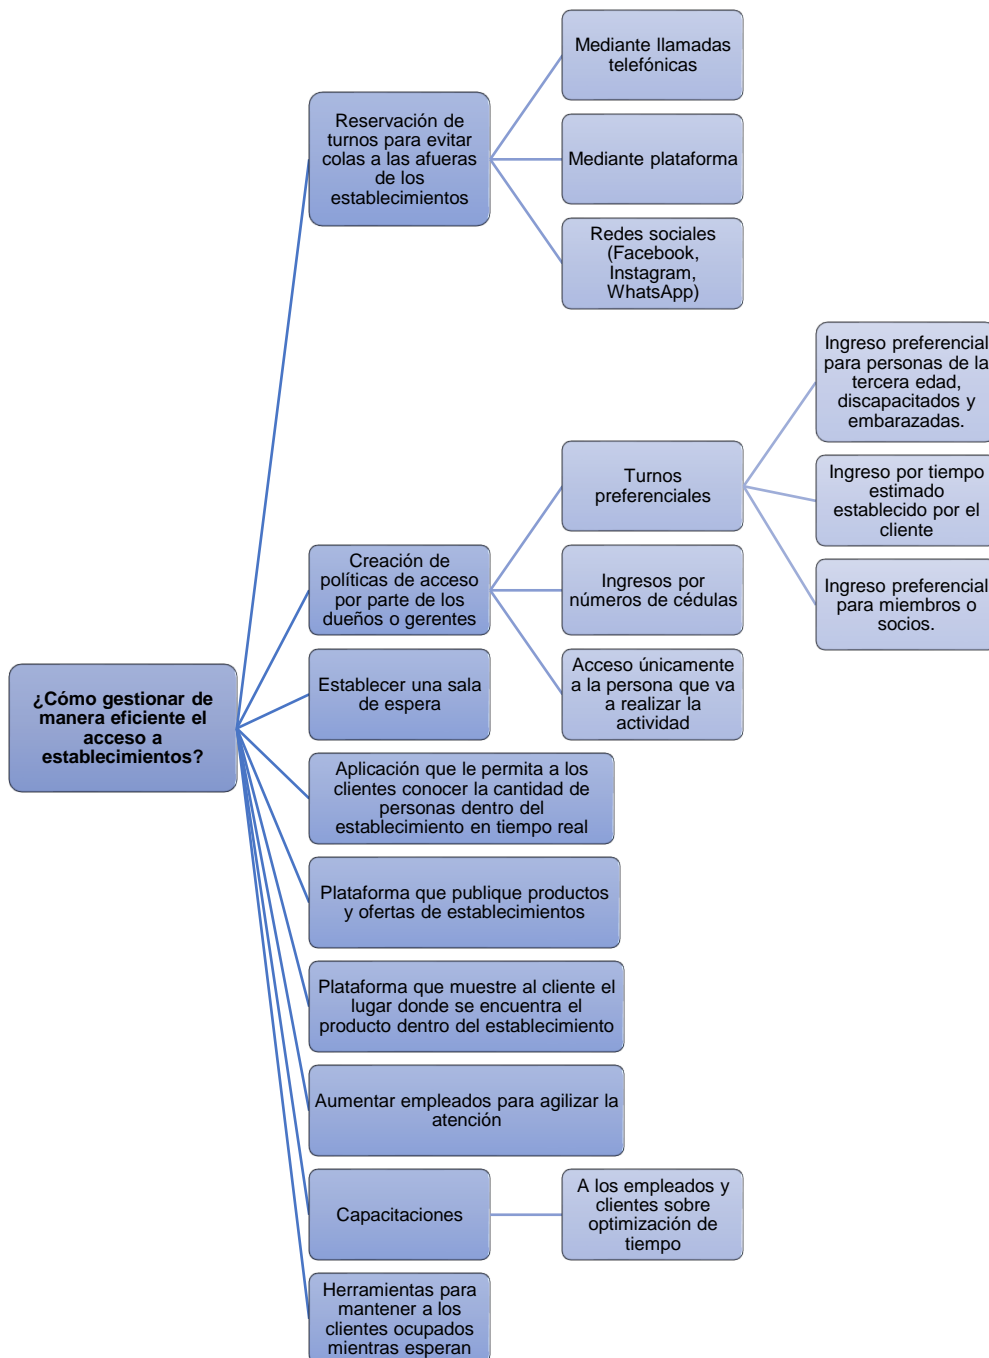 ¿Cómo gestionar de
manera eficiente el
acceso a
establecimientos?
Reservación de
turnos para evitar
colas a las afueras
de los
establecimientos
Mediante llamadas
telefónicas
Mediante plataforma
Redes sociales
(Facebook,
Instagram,
WhatsApp)
Creación de
políticas de acceso
por parte de los
dueños o gerentes
Turnos
preferenciales
Ingreso preferencial
para personas de la
tercera edad,
discapacitados y
embarazadas.
Ingreso por tiempo
estimado
establecido por el
cliente
Ingreso preferencial
para miembros o
socios.
Ingresos por
números de cédulas
Acceso únicamente
a la persona que va
a realizar la
actividad
Establecer una sala
de espera
Aplicación que le permita a los
clientes conocer la cantidad de
personas dentro del
establecimiento en tiempo real
Plataforma que publique productos
y ofertas de establecimientos
Plataforma que muestre al cliente el
lugar donde se encuentra el
producto dentro del establecimiento
Aumentar empleados para agilizar la
atención
Capacitaciones
A los empleados y
clientes sobre
optimización de
tiempo
Herramientas para
mantener a los
clientes ocupados
mientras esperan